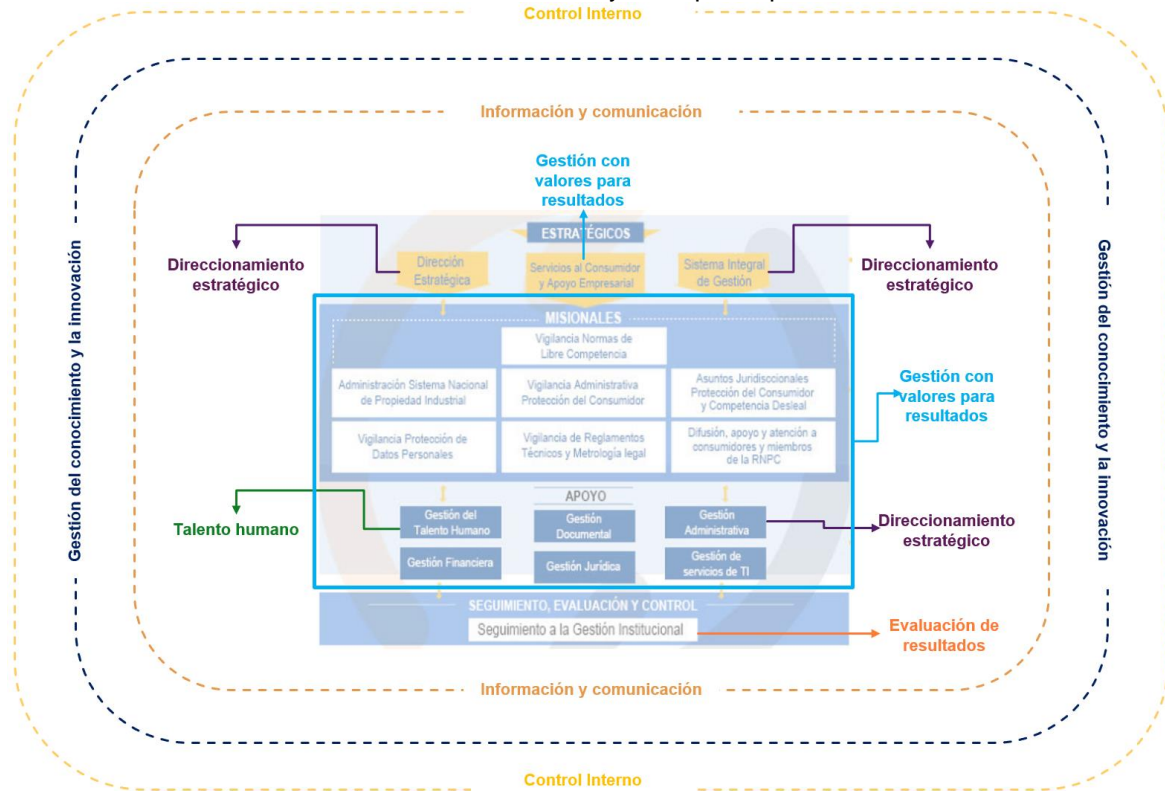 Control Interno
Información y comunicación
Gestión con
valores para
resultados
ESTRATÉGICOS
Direccionamiento
estratégico
Dirección
Estratégica
Servicios al Consumidor
y Apoyo Empresarial
Sistema Integral
de Gestión
Direccionamiento
estratégico
Gestión del conocimiento y la innovación
Gestión del conocimiento y la innovación
MISIONALES
Vigilancia Normas de
Libre Competencia
Administración Sistema Nacional
de Propiedad Industrial
Vigilancia Administrativa
Protección del Consumidor
Asuntos Jurisdiccionales
Protección del Consumidor
y Competencia Desleal
Gestión con
valores para
resultados
Vigilancia Protección de
Datos Personales
Vigilancia de Reglamentos
Técnicos y Metrología legal
Difusión, apoyo y atención a
consumidores y miembros
de la RNPC
APOYO
Talento humano
Gestión del
Talento Humano
Gestión
Documental
Gestión
Administrativa
Direccionamiento
estratégico
Gestión Financiera
Gestión Jurídica
Gestión de
servicios de TI
SEGUIMIENTO, EVALUACIÓN Y CONTROL
Seguimiento a la Gestión Institucional
Evaluación de
resultados
Información y comunicación
Control Interno